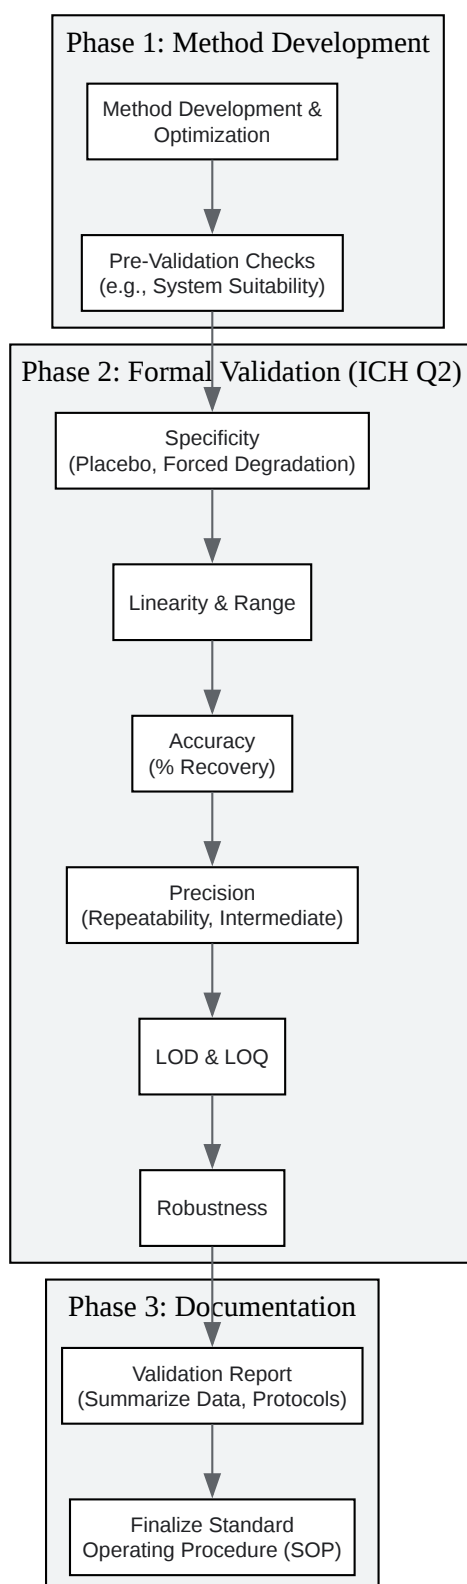 Phase 1: Method Development
Method Development &
Optimization
Pre-Validation Checks
(e.g., System Suitability)
Phase 2: Formal Validation (ICH Q2)
Specificity
(Placebo, Forced Degradation)
Linearity & Range
Accuracy
(% Recovery)
Precision
(Repeatability, Intermediate)
LOD & LOQ
Robustness
Phase 3: Documentation
Validation Report
(Summarize Data, Protocols)
Finalize Standard
Operating Procedure (SOP)